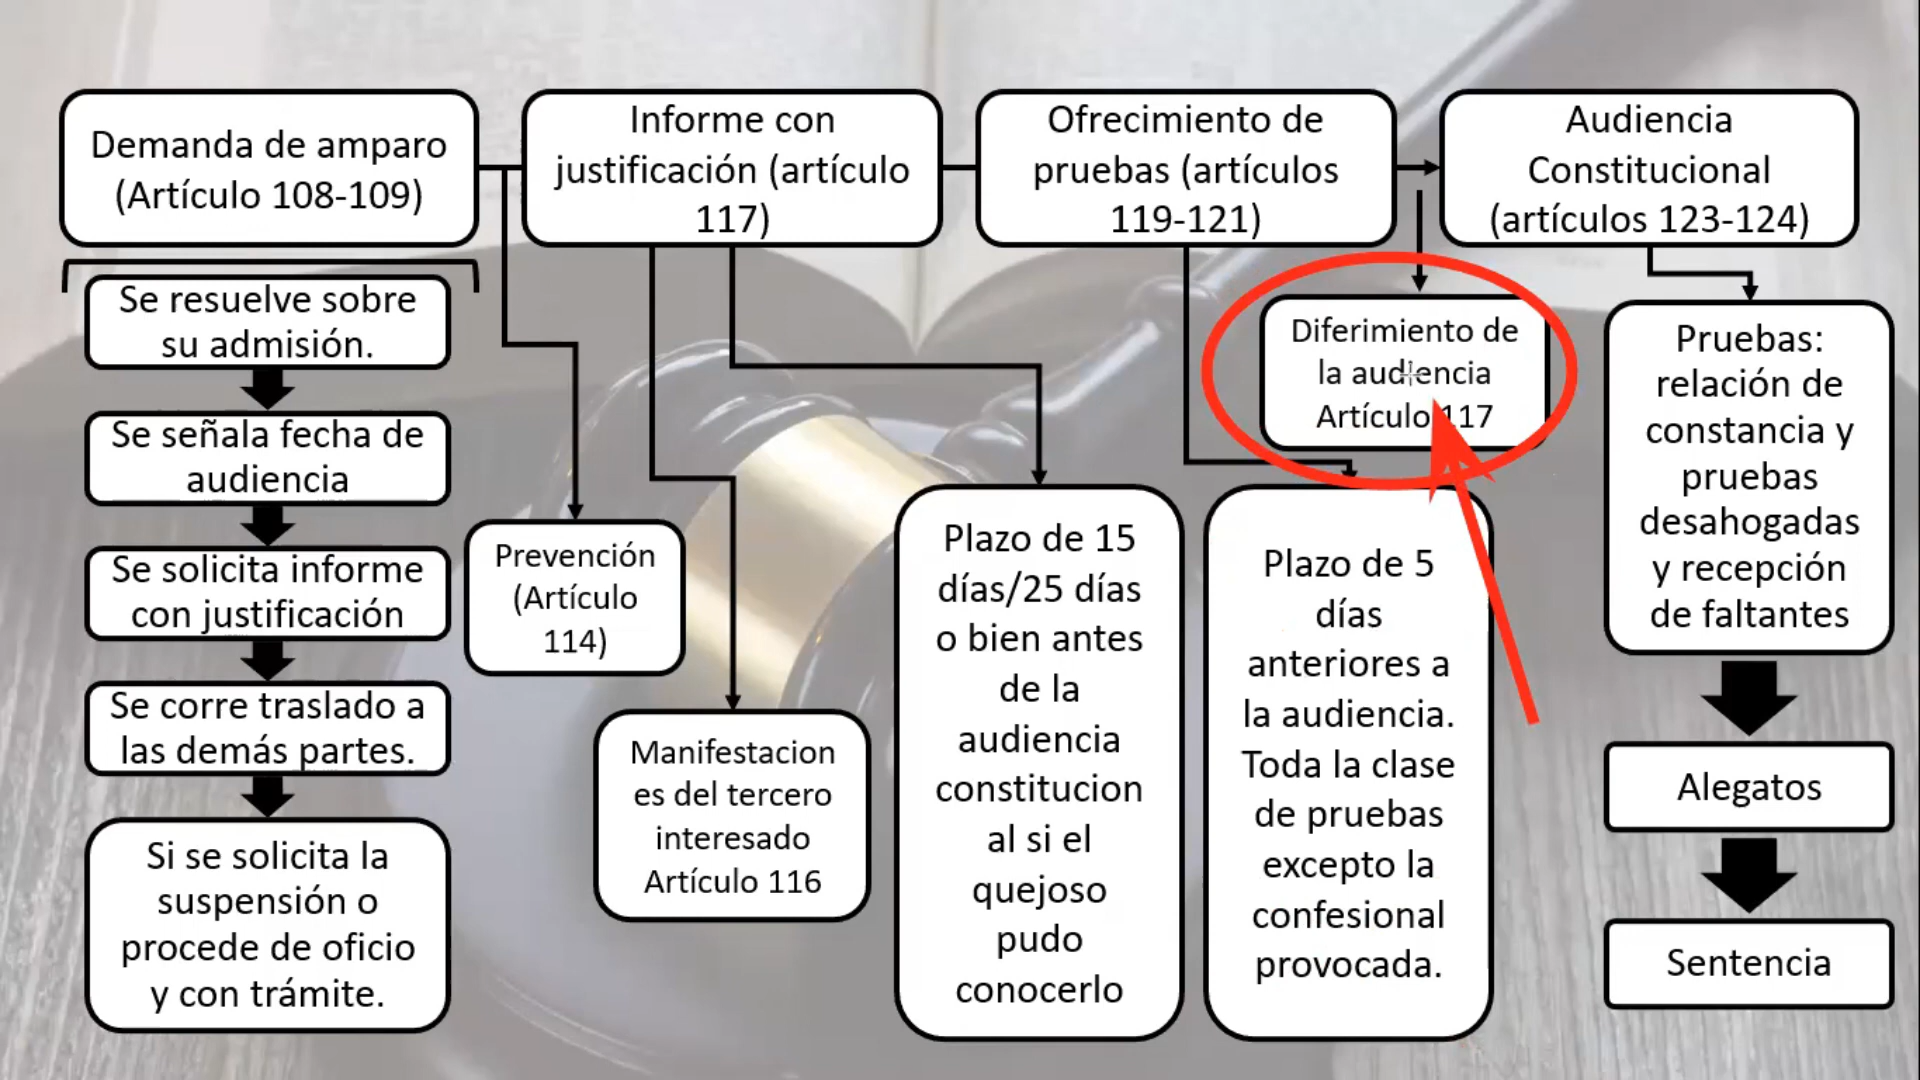 Demanda de amparo
(Artículo 108-109)
Se resuelve sobre
su admisión.
Se señala fecha de
audiencia
Se solicita informe
con justificación
Se corre traslado a
las demás partes.
Si se solicita la
suspensión o
procede de oficio
y con trámite.
Informe con
justificación (artículo
117)
Prevención
(Artículo
114)
Manifestacion
es del tercero
interesado
Artículo 116
Plazo de 15
días/25 días
o bien antes
de la
audiencia
constitucion
al si el
quejoso
pudo
conocerlo
Ofrecimiento de
pruebas (artículos
119-121)
Diferimiento de
la audiencia
Artículo 117
Plazo de 5
días
anteriores a
la audiencia.
Toda la clase
de pruebas
excepto la
confesional
provocada.
Audiencia
Constitucional
(artículos 123-124)
Pruebas:
relación de
constancia y
pruebas
desahogadas
y recepción
de faltantes
Alegatos
Sentencia